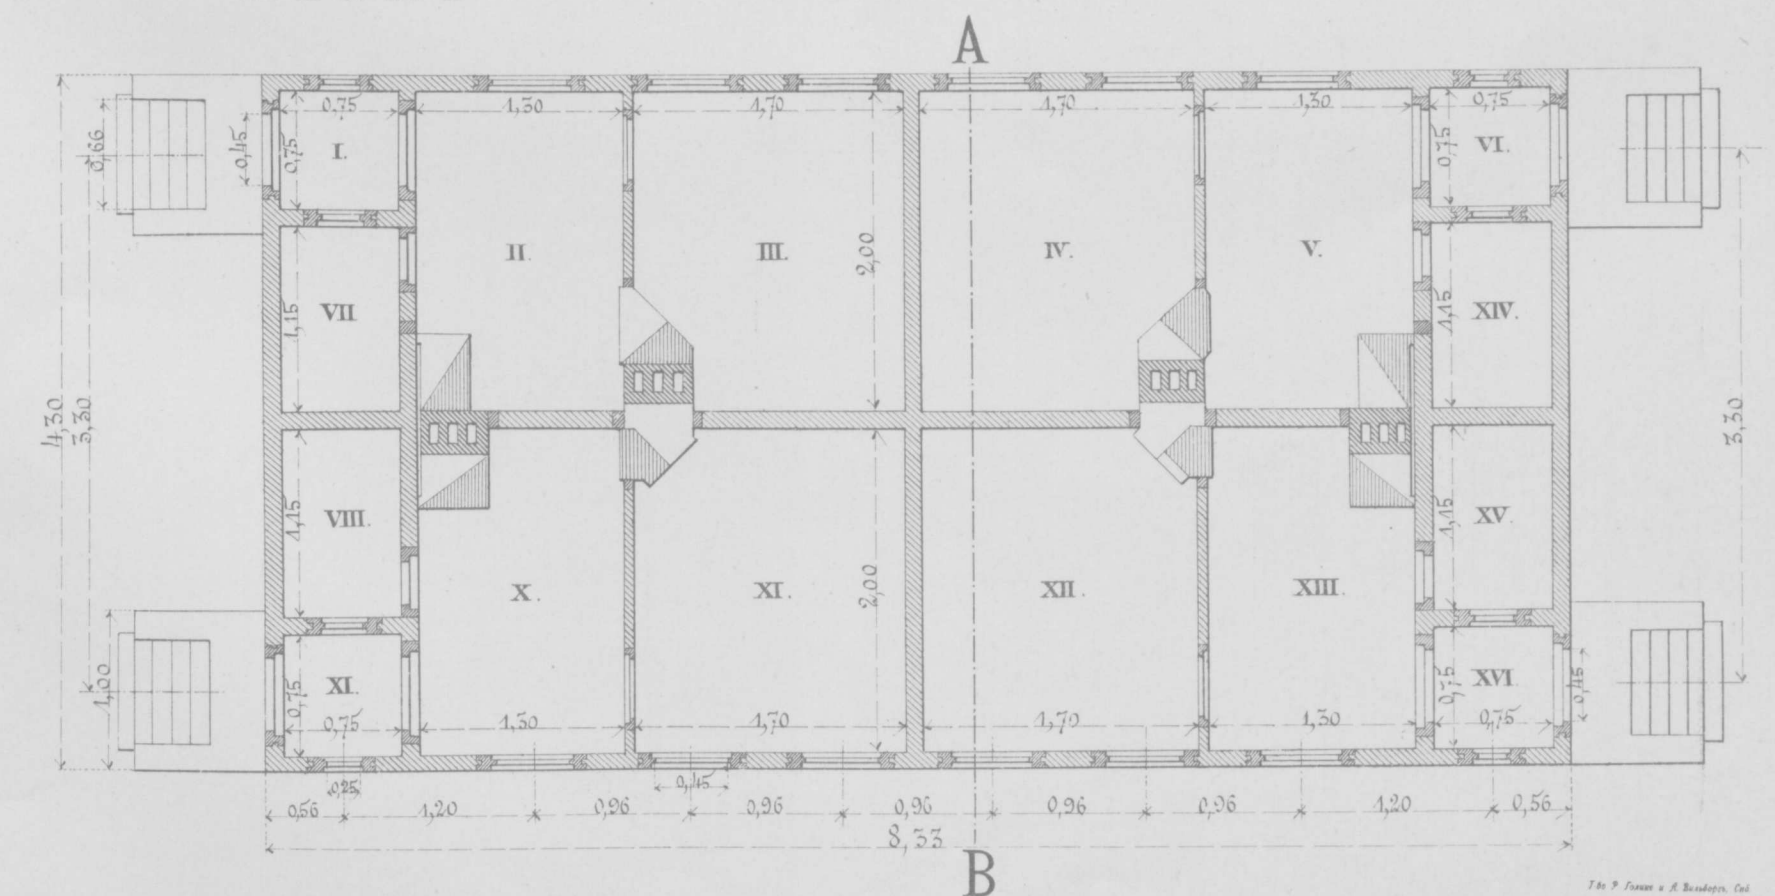 A
0,75 1,30 1,70 1,70 1,30 0,75
0,66 0,45 0,75 I. 0,75 VI.
II. III. 2,00 IV. V.
1,15 VII 1,15 XIV.
4,30 3,30 3,30
1,15 VIII. 1,15 XV.
X. XI. 2,00 XII. XIII.
1,00 0,75 XI. 0,75 XVI. 0,45
0,75 1,30 1,70 1,70 1,30 0,75
0,25 0,45
0,56 1,20 0,96 0,96 0,96 0,96 0,96 1,20 0,56
8,33
B
Р. Голике и А. Вильборгъ.